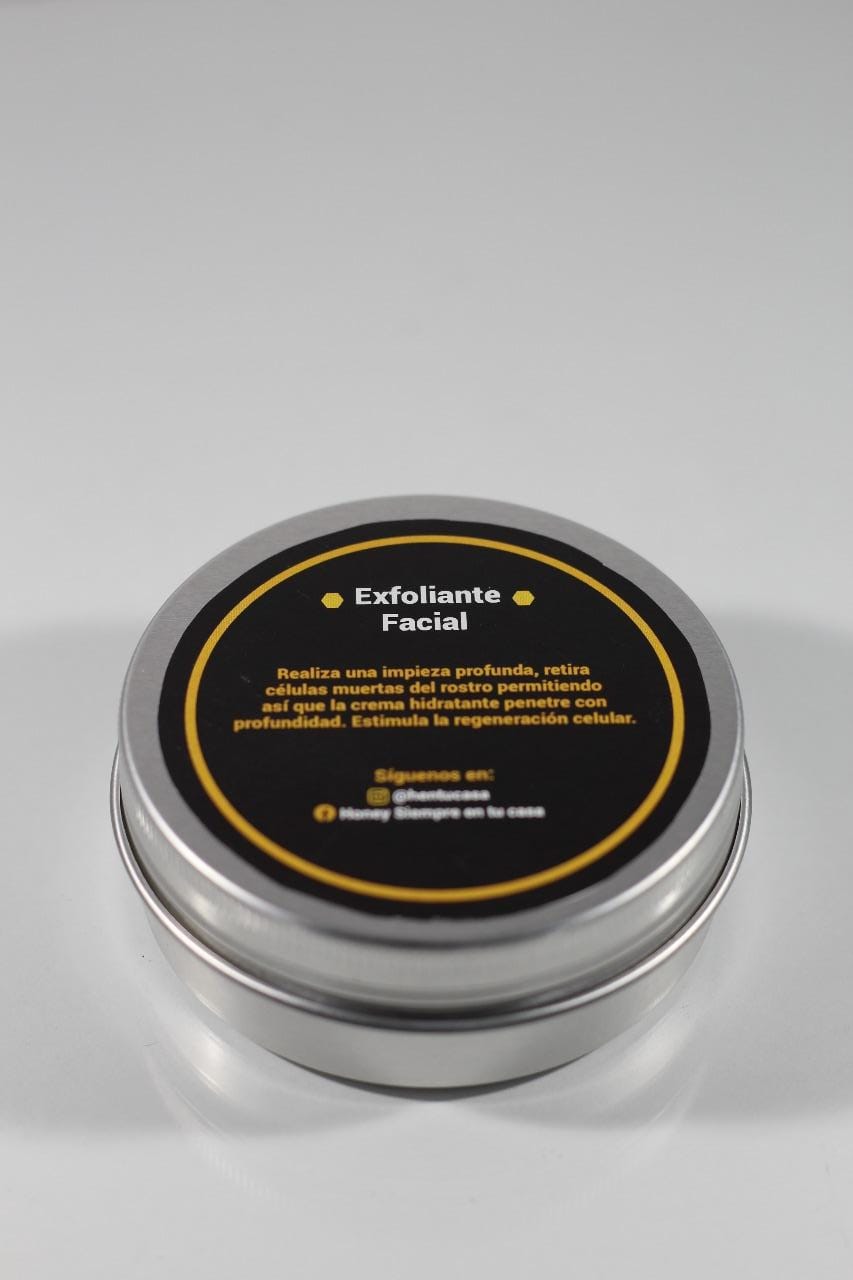 Exfoliante
Facial
Realiza una impieza profunda, retira
células muertas del rostro permitiendo
así que la crema hidratante penetre con
profundidad. Estimula la regeneración celular.
Síguenos en:
@hentucasa
Honey Siempre en tu casa